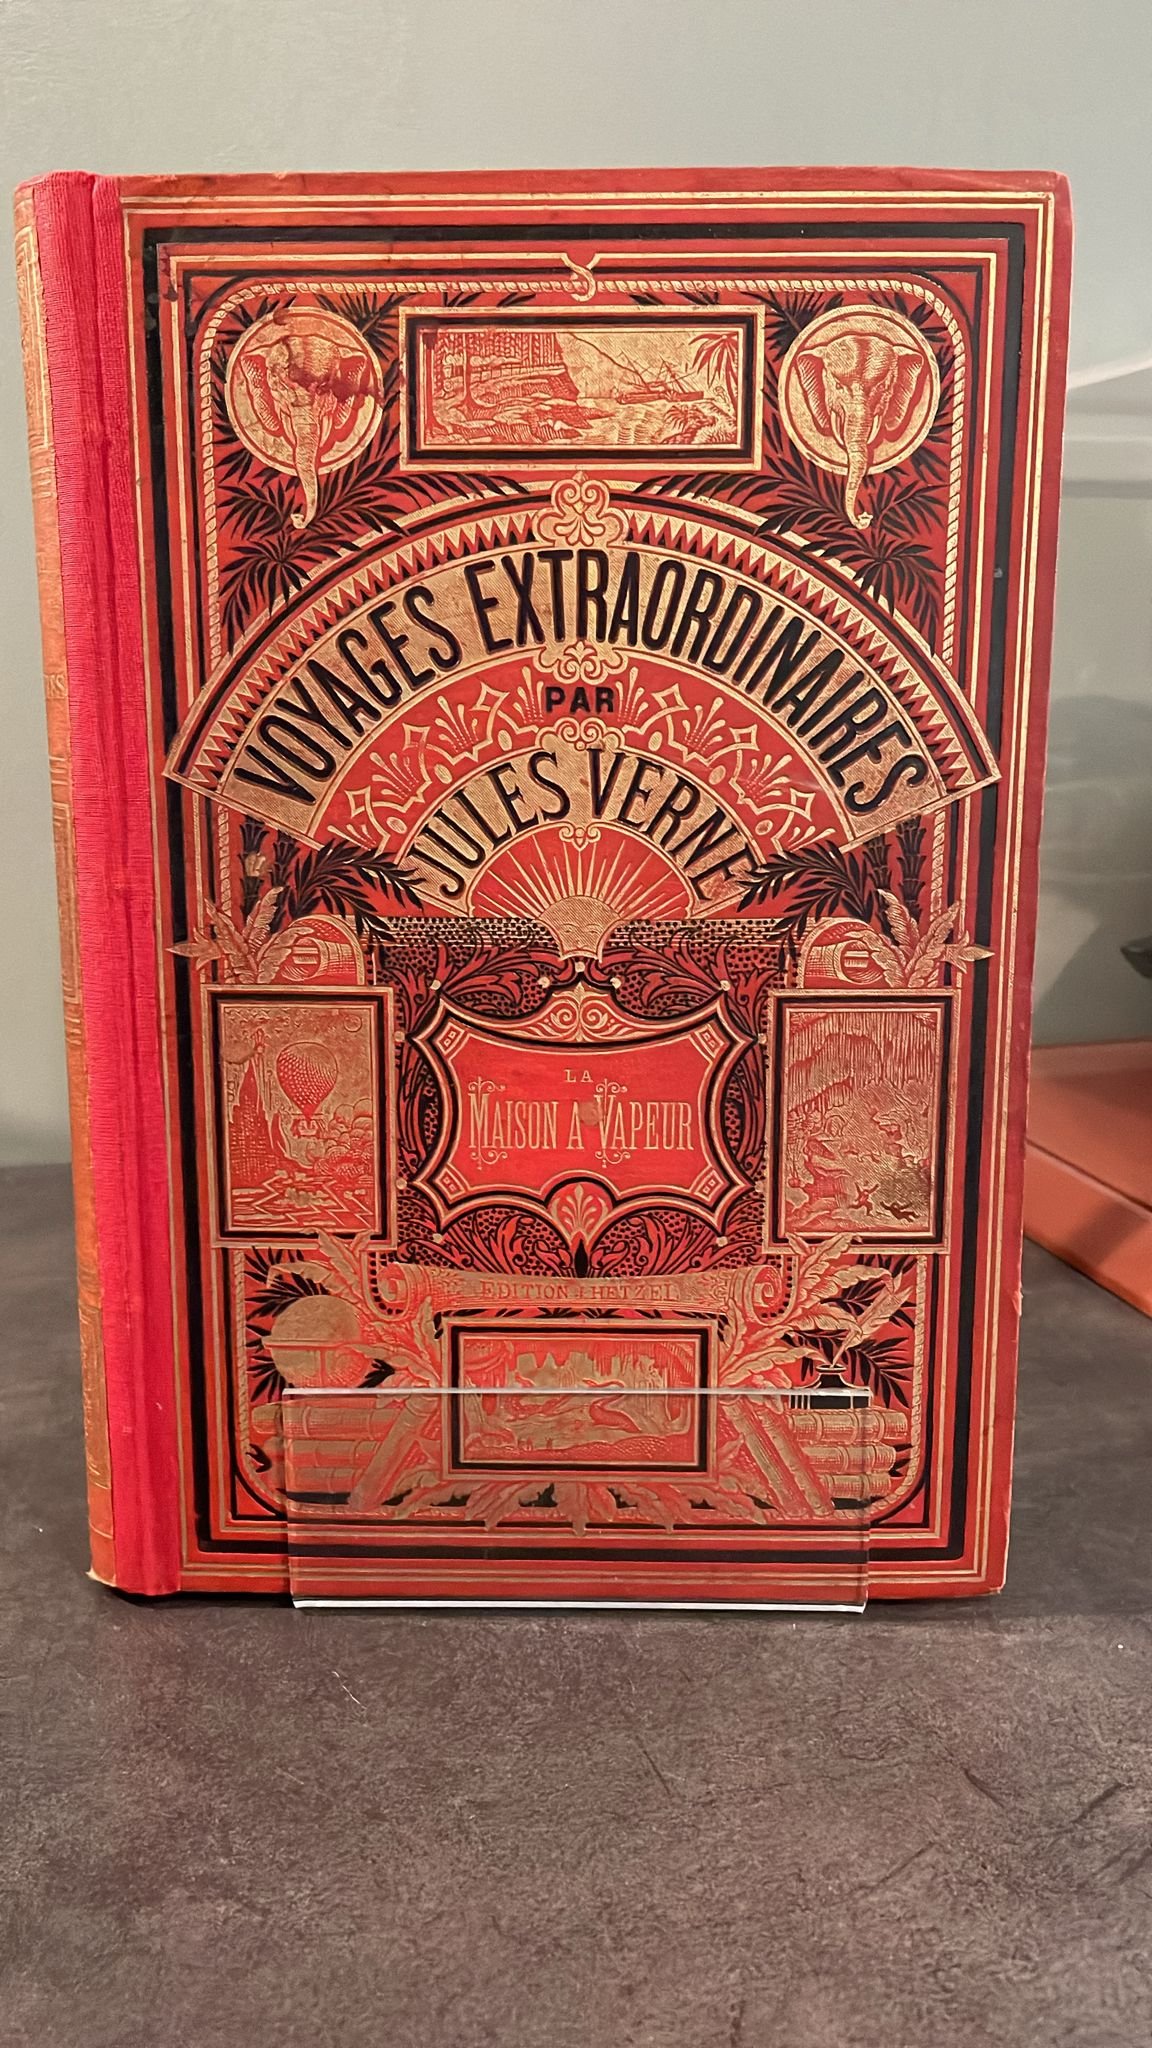 VOYAGES EXTRAORDINAIRES
PAR
JULES VERNE
LA
MAISON A VAPEUR
EDITION J HETZEL